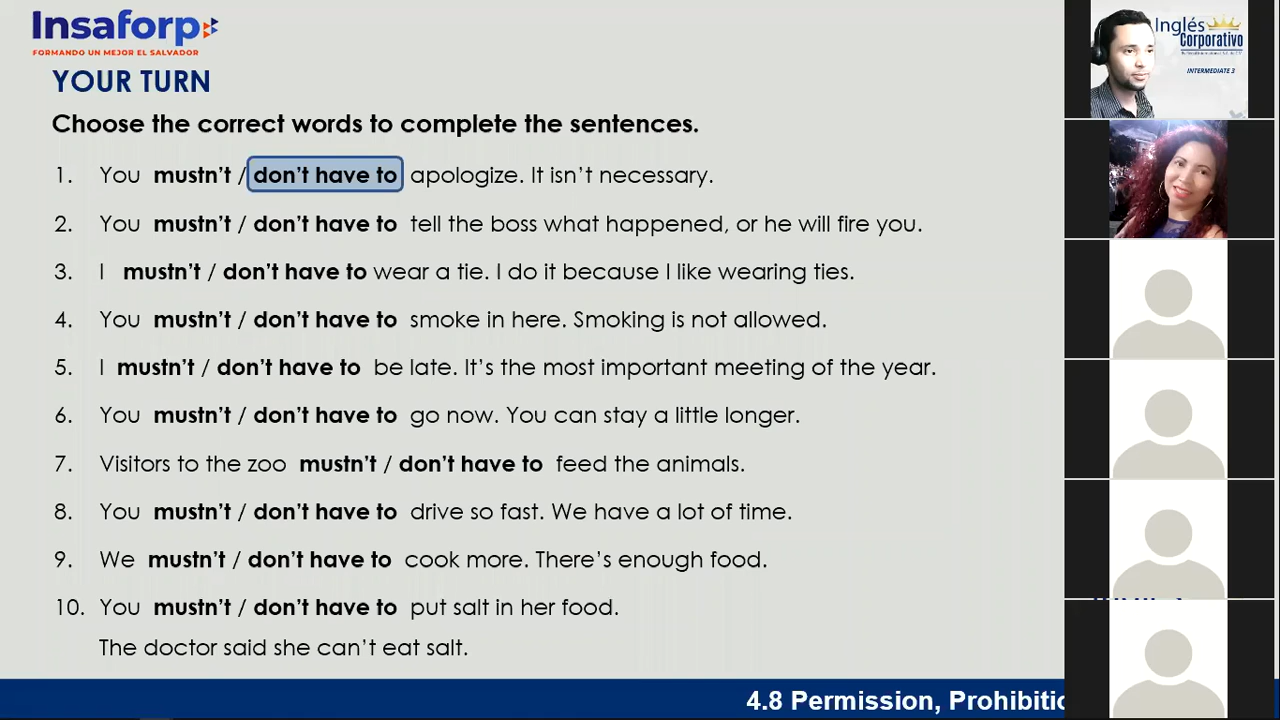 Insaforp
FORMANDO UN MEJOR EL SALVADOR
YOUR TURN
Choose the correct words to complete the sentences.
1. You mustn't / don't have to apologize. It isn't necessary.
2. You mustn't / don't have to tell the boss what happened, or he will fire you.
3. I mustn't / don't have to wear a tie. I do it because I like wearing ties.
4. You mustn't / don't have to smoke in here. Smoking is not allowed.
5. I mustn't / don't have to be late. It's the most important meeting of the year.
6. You mustn't / don't have to go now. You can stay a little longer.
7. Visitors to the zoo mustn't / don't have to feed the animals.
8. You mustn't / don't have to drive so fast. We have a lot of time.
9. We mustn't / don't have to cook more. There's enough food.
10. You mustn't / don't have to put salt in her food.
The doctor said she can't eat salt.
4.8 Permission, Prohibitio
Inglés
Corporativo
INTERMEDIATE 3